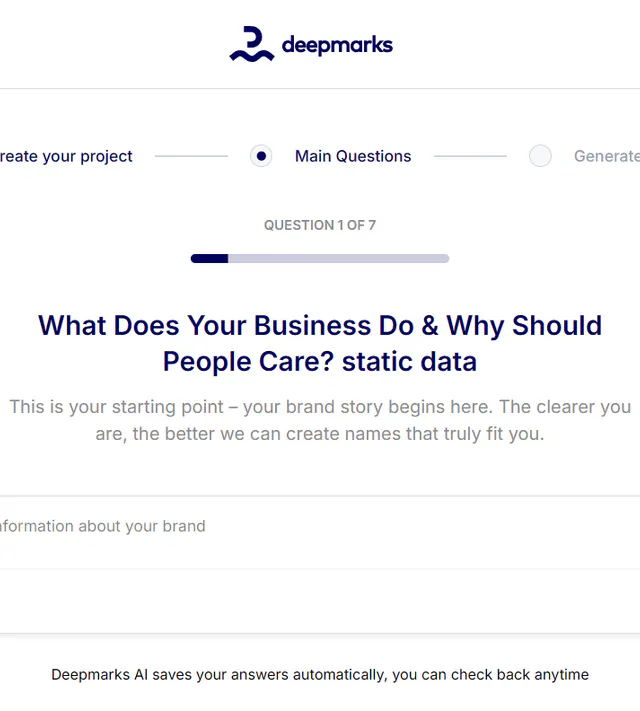 deepmarks
reate your project
Main Questions
Generate
QUESTION 1 OF 7
What Does Your Business Do & Why Should
People Care? static data
This is your starting point – your brand story begins here. The clearer you
are, the better we can create names that truly fit you.
nformation about your brand
Deepmarks AI saves your answers automatically, you can check back anytime